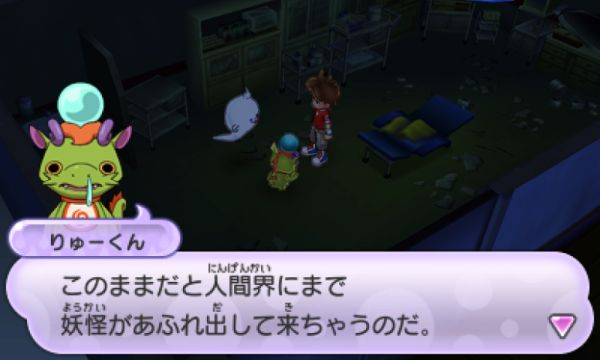 りゅーくん
このままだと人間界にまで
妖怪があふれ出して来ちゃうのだ。